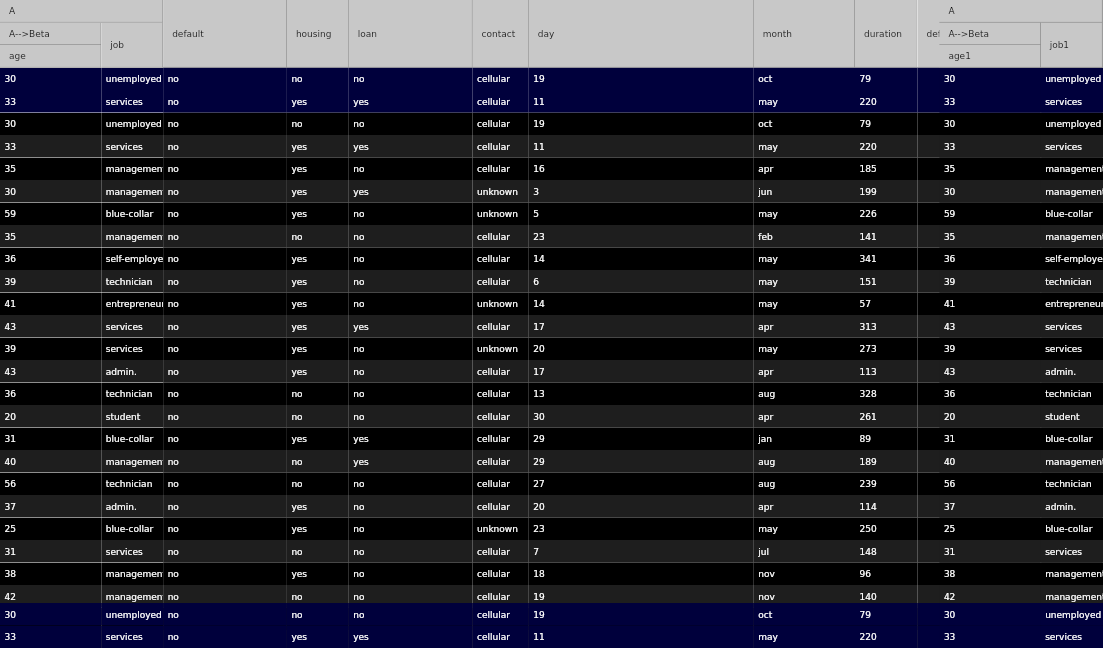 A A
A-->Beta job default housing loan contact day month duration def A-->Beta job1
age age1
30 unemployed no no no cellular 19 oct 79 30 unemployed
33 services no yes yes cellular 11 may 220 33 services
30 unemployed no no no cellular 19 oct 79 30 unemployed
33 services no yes yes cellular 11 may 220 33 services
35 managemen no yes no cellular 16 apr 185 35 management
30 managemen no yes yes unknown 3 jun 199 30 management
59 blue-collar no yes no unknown 5 may 226 59 blue-collar
35 managemen no no no cellular 23 feb 141 35 management
36 self-employe no yes no cellular 14 may 341 36 self-employe
39 technician no yes no cellular 6 may 151 39 technician
41 entrepreneur no yes no unknown 14 may 57 41 entrepreneur
43 services no yes yes cellular 17 apr 313 43 services
39 services no yes no unknown 20 may 273 39 services
43 admin. no yes no cellular 17 apr 113 43 admin.
36 technician no no no cellular 13 aug 328 36 technician
20 student no no no cellular 30 apr 261 20 student
31 blue-collar no yes yes cellular 29 jan 89 31 blue-collar
40 managemen no no yes cellular 29 aug 189 40 management
56 technician no no no cellular 27 aug 239 56 technician
37 admin. no yes no cellular 20 apr 114 37 admin.
25 blue-collar no yes no unknown 23 may 250 25 blue-collar
31 services no no no cellular 7 jul 148 31 services
38 managemen no yes no cellular 18 nov 96 38 management
42 managemen no no no cellular 19 nov 140 42 management
30 unemployed no no no cellular 19 oct 79 30 unemployed
33 services no yes yes cellular 11 may 220 33 services